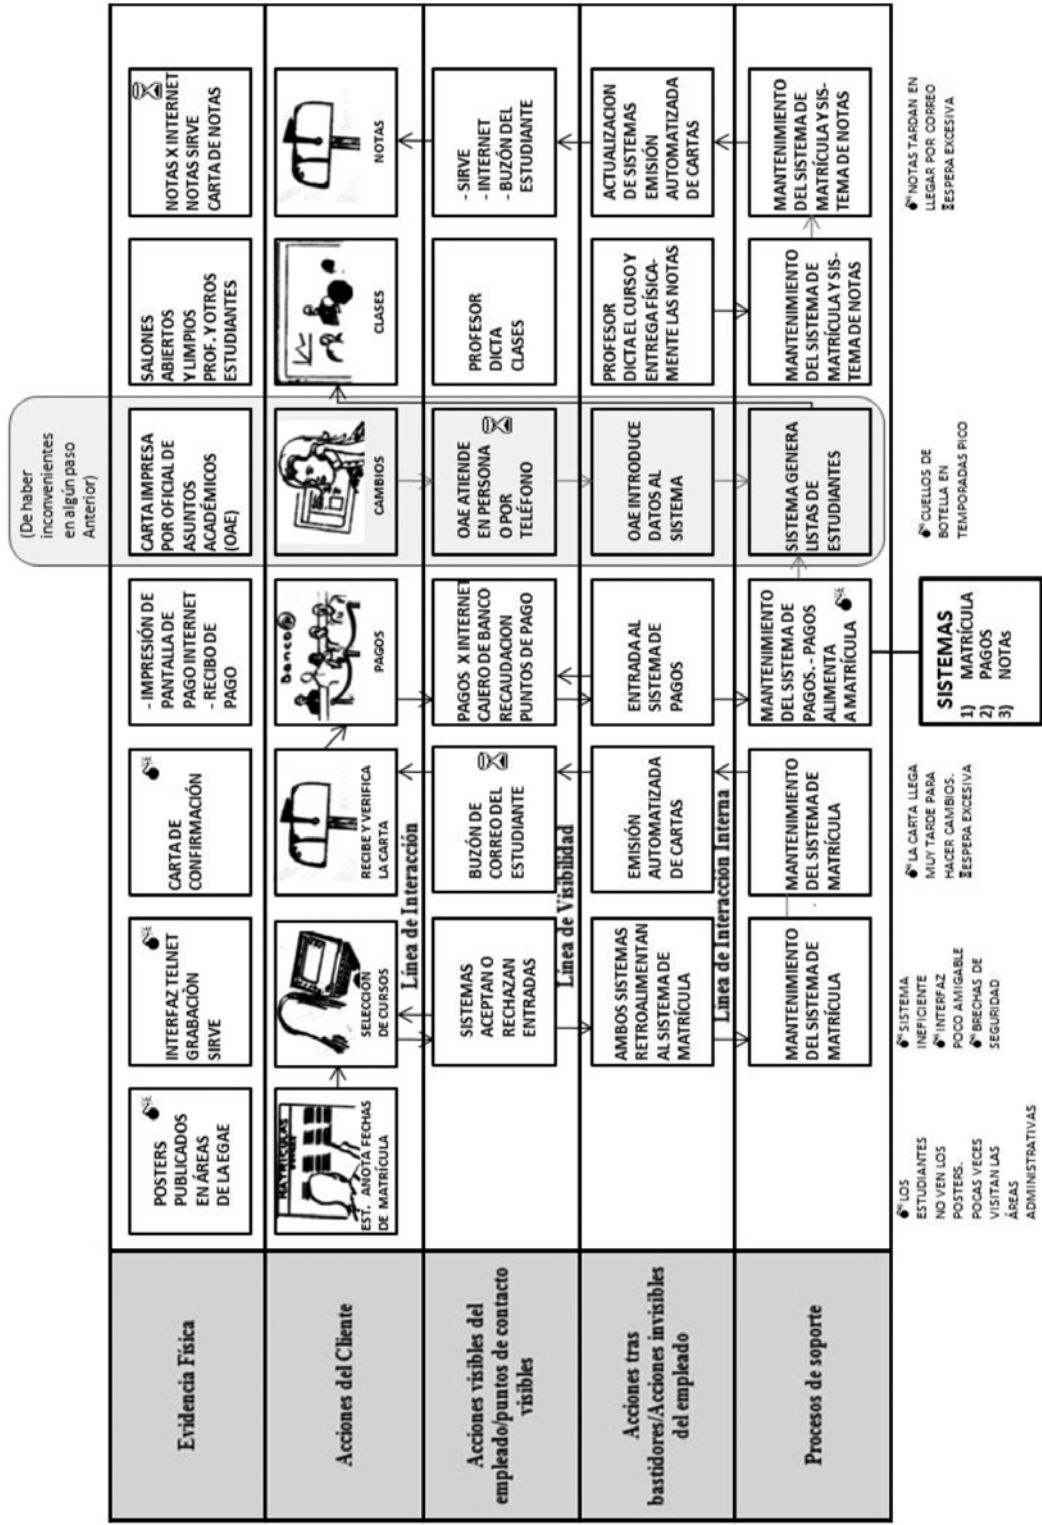 (De haber
inconvenientes
en algún paso
Anterior)
Evidencia Física
POSTERS
PUBLICADOS
EN ÁREAS
DE LA EGAE
INTERFAZ TELNET
GRABACIÒN
SIRVE
CARTA DE
CONFIRMACIÓN
- IMPRESIÓN DE
PANTALLA DE
PAGO INTERNET
- RECIBO DE
PAGO
CARTA IMPRESA
POR OFICIAL DE
ASUNTOS
ACADÉMICOS
(OAE)
SALONES
ABIERTOS
Y LIMPIOS
PROF. Y OTROS
ESTUDIANTES
NOTAS X INTERNET
NOTAS SIRVE
CARTA DE NOTAS
Acciones del Cliente
MATRICULAS
EST. ANOTA FECHAS
DE MATRÍCULA
SELECCIÓN
DE CURSOS
RECIBE Y VERIFICA
LA CARTA
banco
PAGOS
CAMBIOS
CLASES
NOTAS
Línea de Interacción
Acciones visibles del
empleado/puntos de contacto
visibles
SISTEMAS
ACEPTAN O
RECHAZAN
ENTRADAS
BUZÓN DE
CORREO DEL
ESTUDIANTE
PAGOS X INTERNET
CAJERO DE BANCO
RECAUDACION
PUNTOS DE PAGO
OAE ATIENDE
EN PERSONA
O POR
TELÉFONO
PROFESOR
DICTA
CLASES
- SIRVE
- INTERNET
- BUZÓN DEL
ESTUDIANTE
Línea de Visibilidad
Acciones tras
bastidores/Acciones invisibles
del empleado
AMBOS SISTEMAS
RETROALIMENTAN
AL SISTEMA DE
MATRÍCULA
EMISIÓN
AUTOMATIZADA
DE CARTAS
ENTRADA AL
SISTEMA DE
PAGOS
OAE INTRODUCE
DATOS AL
SISTEMA
PROFESOR
DICTA EL CURSO Y
ENTREGA FÍSICA-
MENTE LAS NOTAS
ACTUALIZACION
DE SISTEMAS
EMISIÓN
AUTOMATIZADA
DE CARTAS
Línea de Interacción Interna
Procesos de soporte
MANTENIMIENTO
DEL SISTEMA DE
MATRÍCULA
MANTENIMIENTO
DEL SISTEMA DE
MATRÍCULA
MANTENIMIENTO
DEL SISTEMA DE
PAGOS.- PAGOS
ALIMENTA
A MATRÍCULA
SISTEMA GENERA
LISTAS DE
ESTUDIANTES
MANTENIMIENTO
DEL SISTEMA DE
MATRÍCULA Y SIS-
TEMA DE NOTAS
MANTENIMIENTO
DEL SISTEMA DE
MATRÍCULA Y SIS-
TEMA DE NOTAS
LOS
ESTUDIANTES
NO VEN LOS
POSTERS.
POCAS VECES
VISITAN LAS
ÁREAS
ADMINISTRATIVAS
SISTEMA
INEFICIENTE
INTERFAZ
POCO AMIGABLE
BRECHAS DE
SEGURIDAD
LA CARTA LLEGA
MUY TARDE PARA
HACER CAMBIOS.
ESPERA EXCESIVA
SISTEMAS
1) MATRÍCULA
2) PAGOS
3) NOTAs
CUELLOS DE
BOTELLA EN
TEMPORADAS PICO
NOTAS TARDAN EN
LLEGAR POR CORREO
ESPERA EXCESIVA